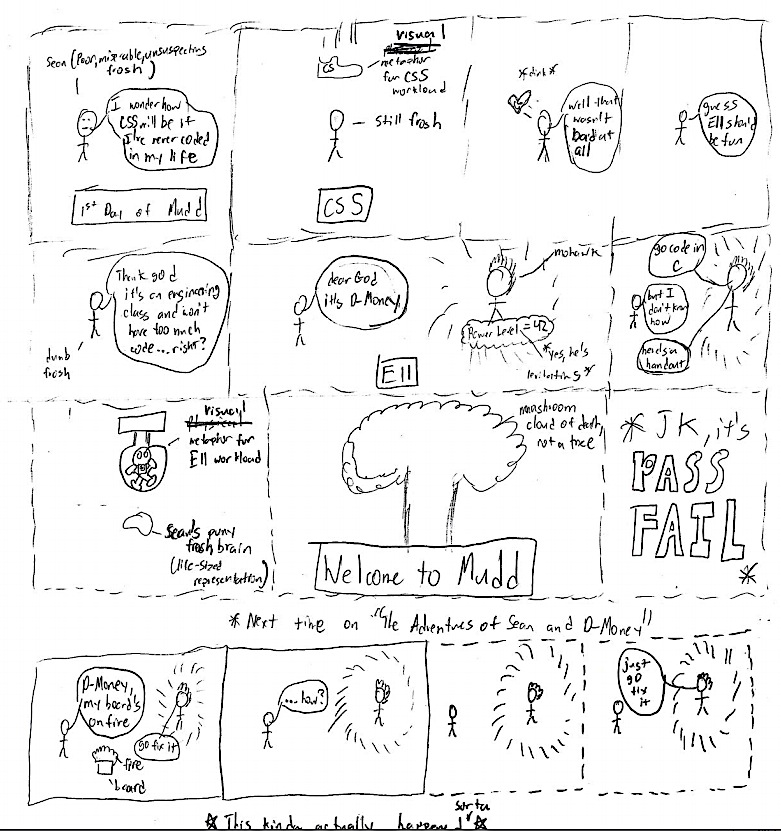 Sean (Poor, miserable, unsuspecting
frosh)
I wonder how
CS5 will be if
I've never coded
in my life
1st Day of Mudd
visual
metaphor
for CS5
workload
CS
still frosh
CS5
*dink*
well that
wasn't
bad at
all
guess
E11 should
be fun
Thank god
it's an engineering
class and won't
have too much
code...right?
dumb
frosh
dear God
it's D-Money
E11
mohawk
Power Level = 42
*yes, he's
levitating*
go code in
C
but I
don't know
how
here's a
handout
visual
metaphor for
E11 workload
Sean's puny
frosh brain
(life-sized
representation)
mushroom
cloud of death,
not a tree
Welcome to Mudd
* JK, it's
PASS
FAIL
*
*Next time on "The Adventures of Sean and D-Money"
D-Money,
my board's
on fire
go fix it
fire
board
...how?
just
go
fix
it
sorta
*This kinda actually happened*